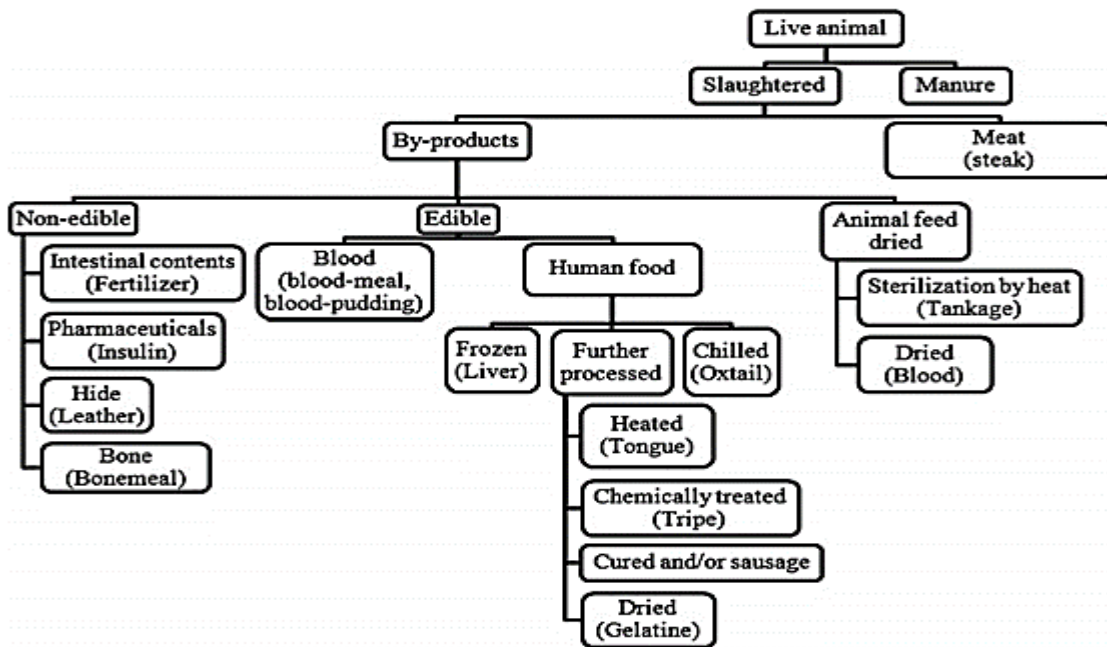 Live animal
Slaughtered
Manure
By-products
Meat
(steak)
Non-edible
Edible
Animal feed
dried
Intestinal contents
(Fertilizer)
Pharmaceuticals
(Insulin)
Hide
(Leather)
Bone
(Bonemeal)
Blood
(blood-meal,
blood-pudding)
Human food
Frozen
(Liver)
Further
processed
Chilled
(Oxtail)
Heated
(Tongue)
Chemically treated
(Tripe)
Cured and/or sausage
Dried
(Gelatine)
Sterilization by heat
(Tankage)
Dried
(Blood)